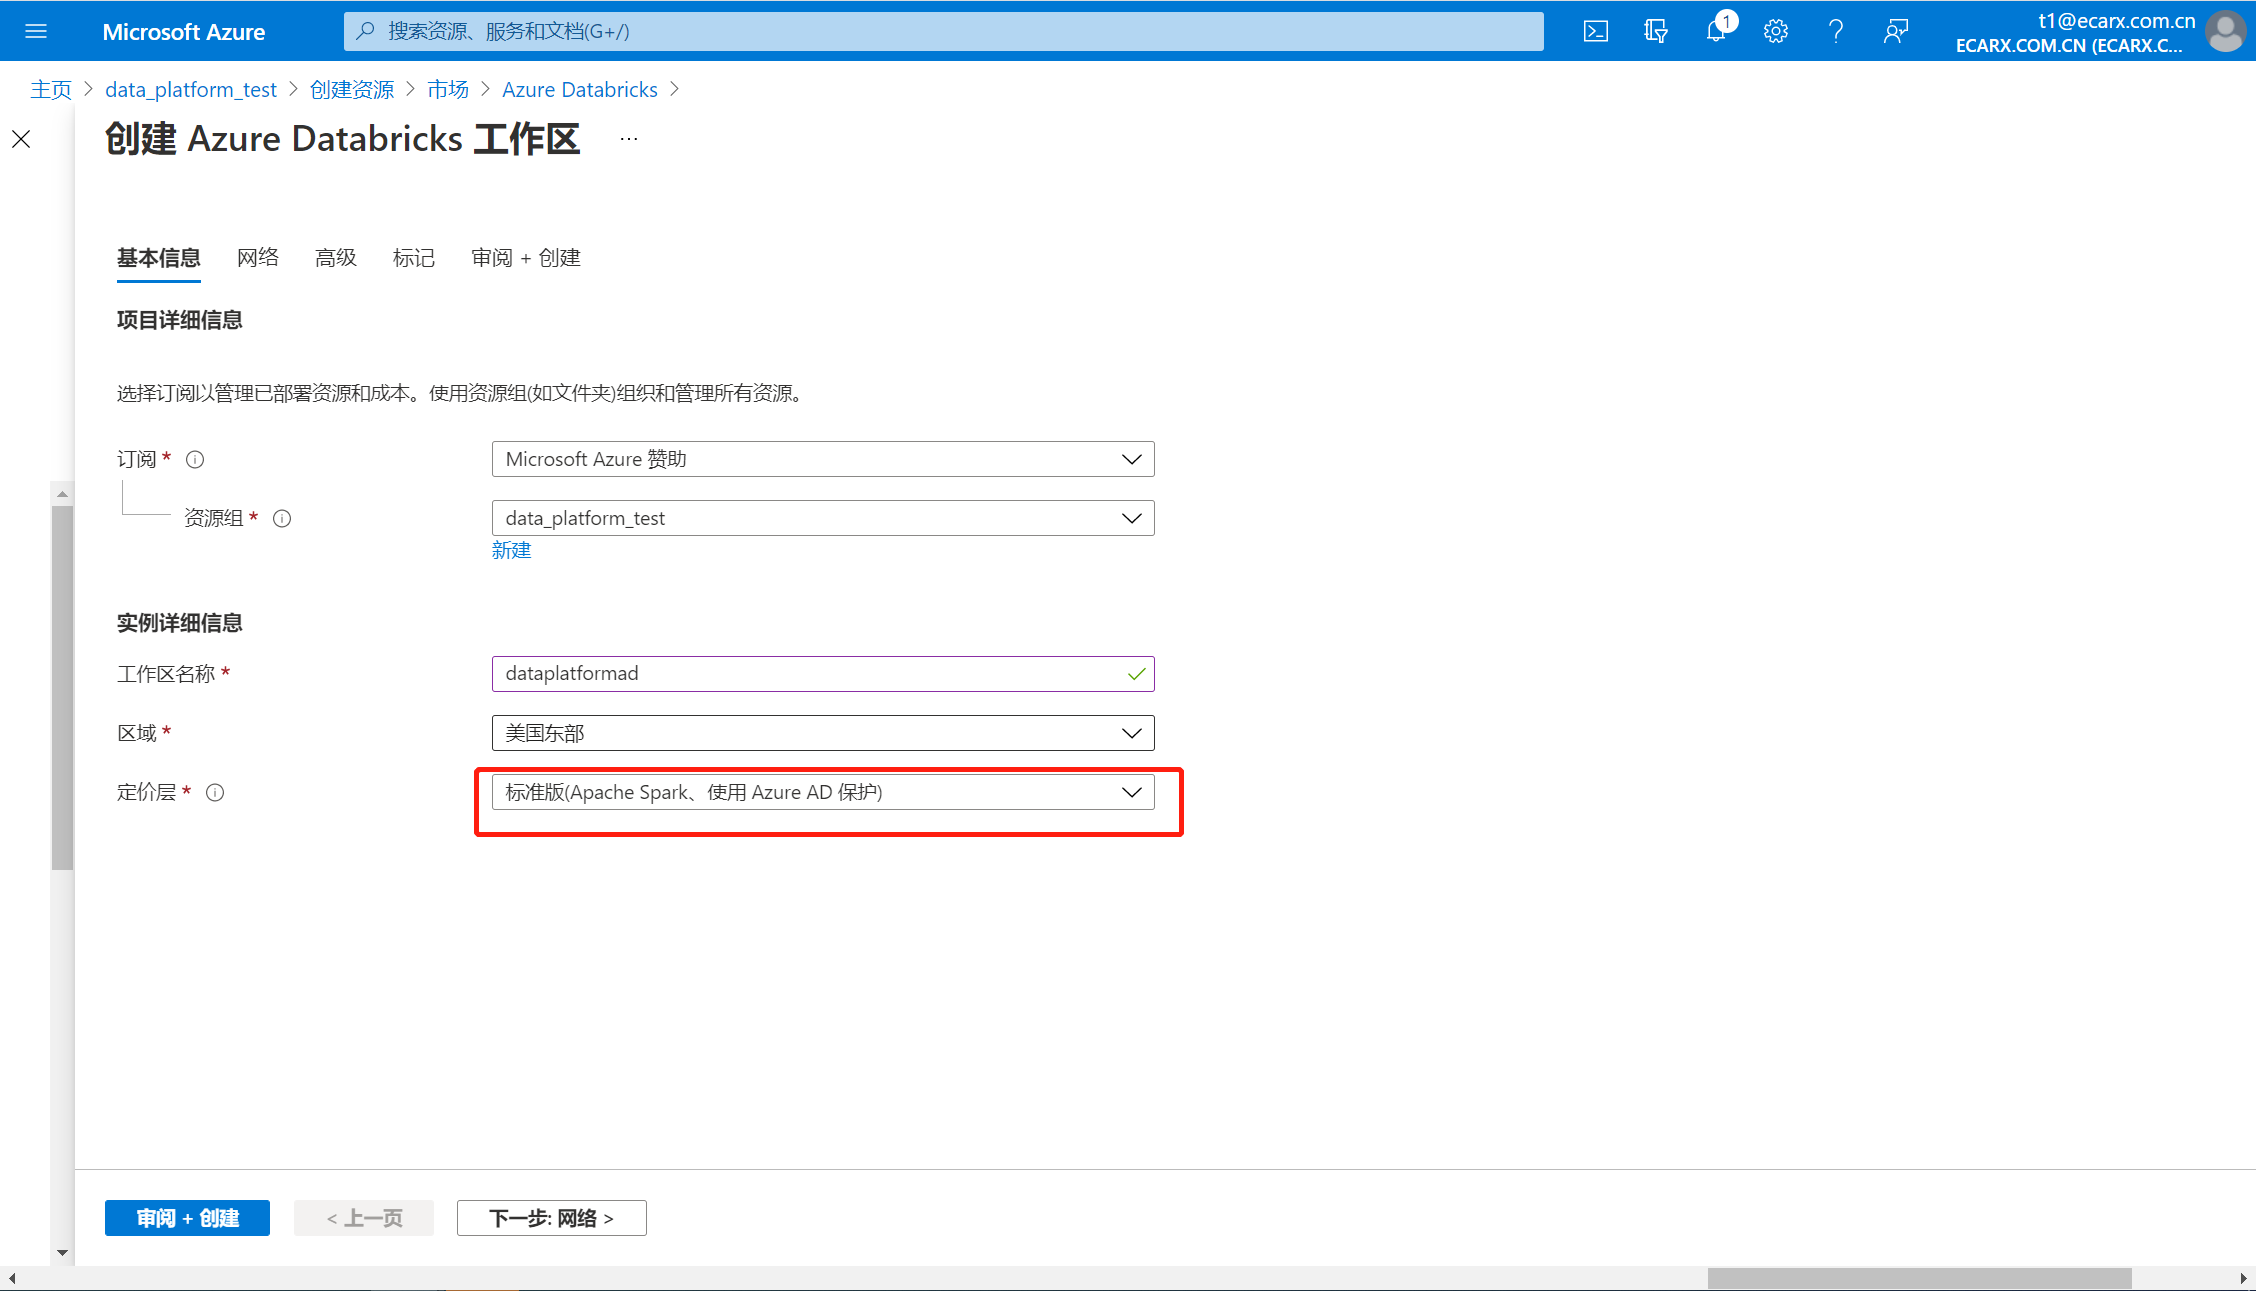 Microsoft Azure
搜索资源、服务和文档(G+/)
1
t1@ecarx.com.cn
ECARX.COM.CN (ECARX.C...
主页 > data_platform_test > 创建资源 > 市场 > Azure Databricks >
创建 Azure Databricks 工作区 ...
基本信息 网络 高级 标记 审阅 + 创建
项目详细信息
选择订阅以管理已部署资源和成本。使用资源组(如文件夹)组织和管理所有资源。
订阅 * Microsoft Azure 赞助
资源组 * data_platform_test
新建
实例详细信息
工作区名称 * dataplatformad
区域 * 美国东部
定价层 * 标准版(Apache Spark、使用 Azure AD 保护)
审阅 + 创建 < 上一页 下一步: 网络 >